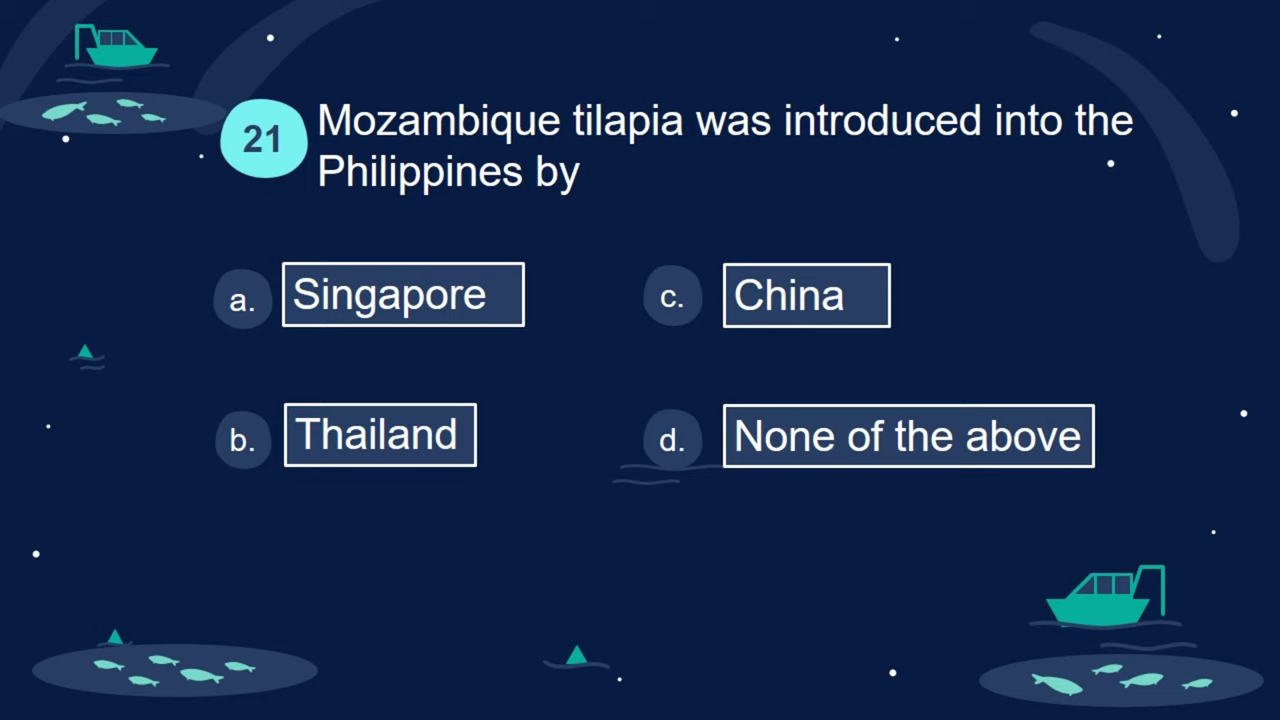 21 Mozambique tilapia was introduced into the
Philippines by
a. Singapore
b. Thailand
c. China
d. None of the above